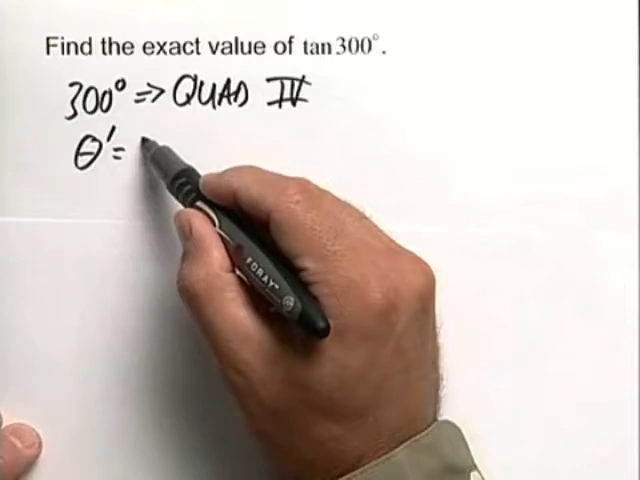 Find the exact value of tan 300°.
300° ⇒ QUAD IV
θ' =
FORAY